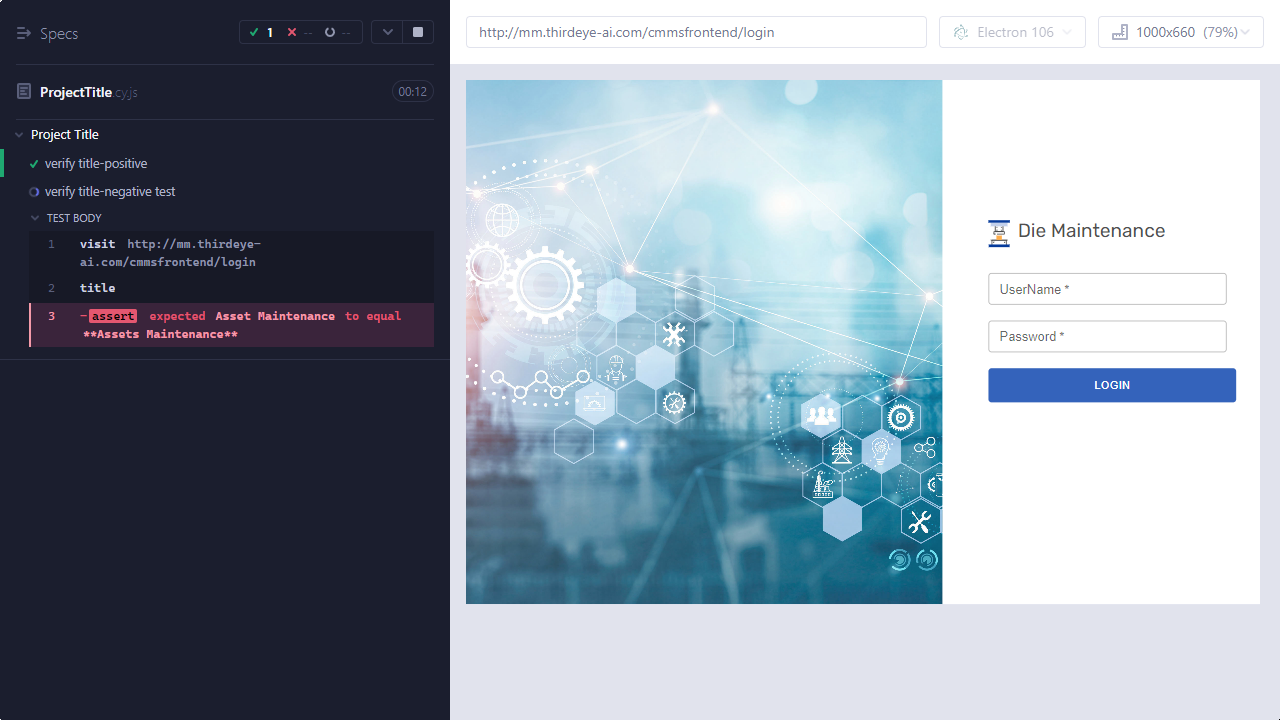 Specs
1 -- --
ProjectTitle.cy.js
00:12
Project Title
verify title-positive
verify title-negative test
TEST BODY
1 visit http://mm.thirdeye-
ai.com/cmmsfrontend/login
2 title
3 -assert expected Asset Maintenance to equal
**Assets Maintenance**
http://mm.thirdeye-ai.com/cmmsfrontend/login
Electron 106
1000x660 (79%)
Die Maintenance
UserName *
Password *
LOGIN